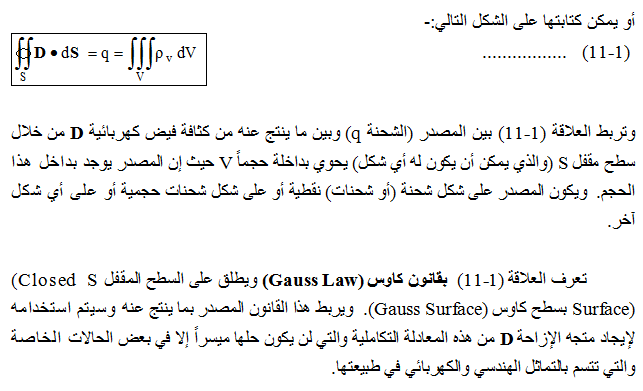 أو يمكن كتابتها على الشكل التالي:-
∯S D • dS = q = ∭V ρv dV ................ (11-1)
وتربط العلاقة (11-1) بين المصدر (الشحنة q) وبين ما ينتج عنه من كثافة فيض كهربائية D من خلال
سطح مقفل S (والذي يمكن أن يكون له أي شكل) يحوي بداخلة حجماً V حيث إن المصدر يوجد بداخل هذا
الحجم. ويكون المصدر على شكل شحنة (أو شحنات) نقطية أو على شكل شحنات حجمية أو على أي شكل
آخر.
تعرف العلاقة (11-1) بقانون كاوس (Gauss Law) ويطلق على السطح المقفل Closed S)
(Surface بسطح كاوس (Gauss Surface). ويربط هذا القانون المصدر بما ينتج عنه وسيتم استخدامه
لإيجاد متجه الإزاحة D من هذه المعادلة التكاملية والتي لن يكون حلها ميسراً إلا في بعض الحالات الخاصة
والتي تتسم بالتماثل الهندسي والكهربائي في طبيعتها.